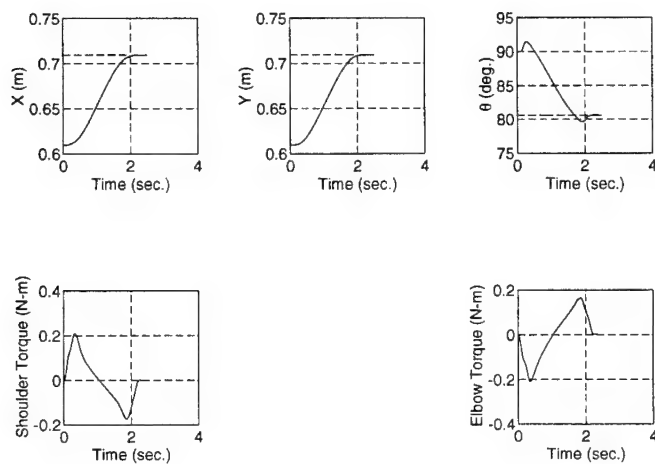 0.75
0.7
0.65
0.6
X (m)
0 2 4
Time (sec.)
0.75
0.7
0.65
0.6
Y (m)
0 2 4
Time (sec.)
95
90
85
80
75
θ (deg.)
0 2 4
Time (sec.)
0.4
0.2
0
-0.2
Shoulder Torque (N-m)
0 2 4
Time (sec.)
0.2
0
-0.2
-0.4
Elbow Torque (N-m)
0 2 4
Time (sec.)